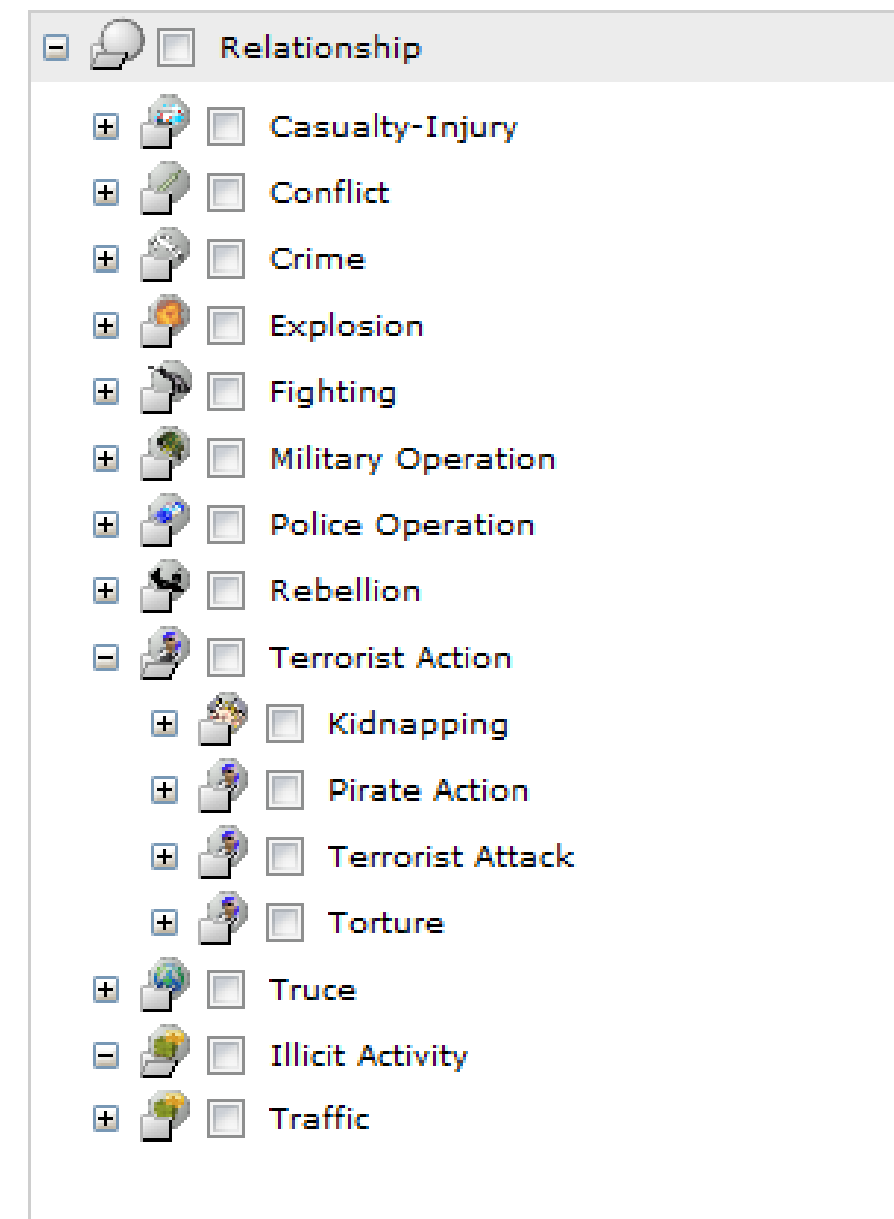 Relationship
Casualty-Injury
Conflict
Crime
Explosion
Fighting
Military Operation
Police Operation
Rebellion
Terrorist Action
Kidnapping
Pirate Action
Terrorist Attack
Torture
Truce
Illicit Activity
Traffic